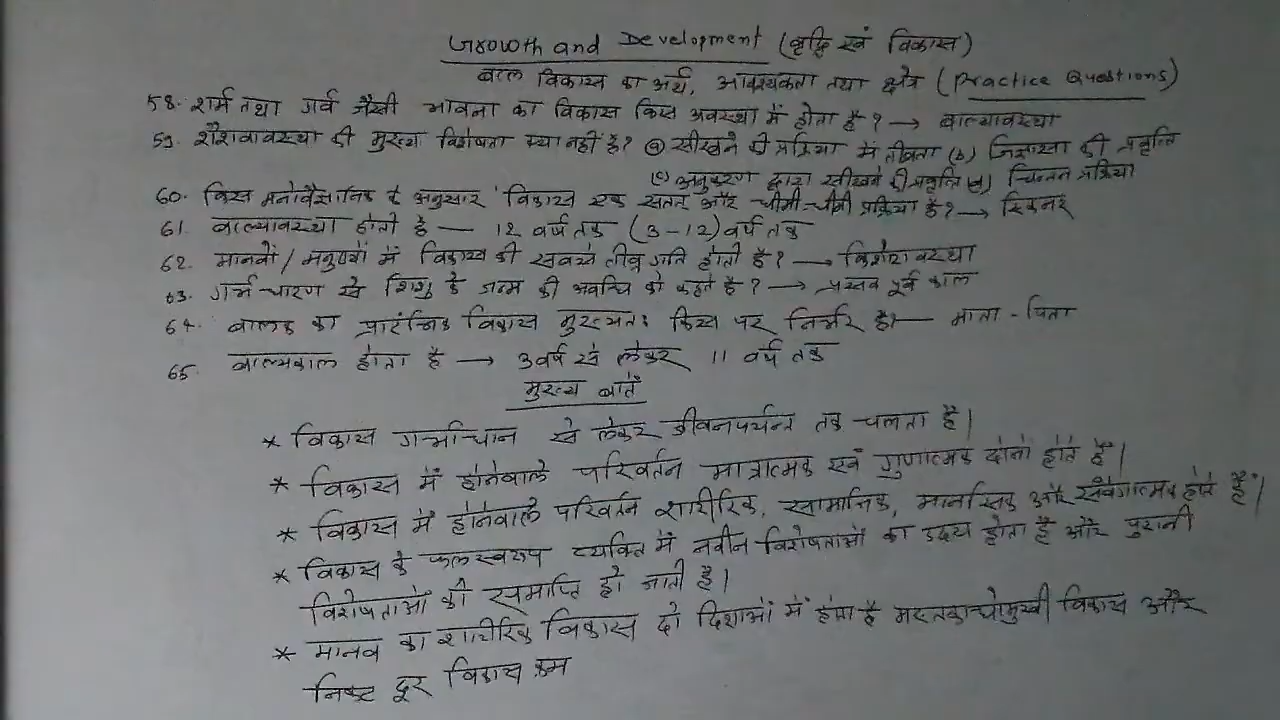 Growth and Development (वृद्धि एवं विकास)
बाल विकास का अर्थ, आवश्यकता तथा क्षेत्र (Practice Questions)
58. शर्म तथा गर्व जैसी भावना का विकास किस अवस्था में होता है? → बाल्यावस्था
59. शैशवावस्था की मुख्य विशेषता क्या नहीं है? (a) सीखने की प्रक्रिया में तीव्रता (b) जिज्ञासा की प्रवृत्ति
(c) अनुकरण द्वारा सीखने की प्रवृत्ति (d) चिन्तन प्रक्रिया
60. किस मनोवैज्ञानिक के अनुसार 'विकास एक सतत और धीमी-धीमी प्रक्रिया है? → स्किनर
61. बाल्यावस्था होती है — 12 वर्ष तक (3-12) वर्ष तक
62. मानवों / मनुष्यों में विकास की सबसे तीव्र गति होती है? → किशोरावस्था
63. गर्भधारण से शिशु के जन्म की अवधि को कहते है? → प्रसव पूर्व काल
64. बालक का प्रारंभिक विकास मुख्यतः किस पर निर्भर है। — माता-पिता
65. बाल्यकाल होता है → 3 वर्ष से लेकर 11 वर्ष तक
मुख्य बातें
* विकास गर्भाधान से लेकर जीवनपर्यन्त तक चलता है।
* विकास में होनेवाले परिवर्तन मात्रात्मक एवं गुणात्मक दोनों होते है।
* विकास में होनेवाले परिवर्तन शारीरिक, सामाजिक, मानसिक और संवेगात्मक होते है।
* विकास के फलस्वरूप व्यक्ति में नवीन विशेषताओं का उदय होता है और पुरानी
विशेषताओं की समाप्ति हो जाती है।
* मानव का शारीरिक विकास दो दिशाओं में होता है मस्तकाधोमुखी विकास और
निकट दूर विकास क्रम